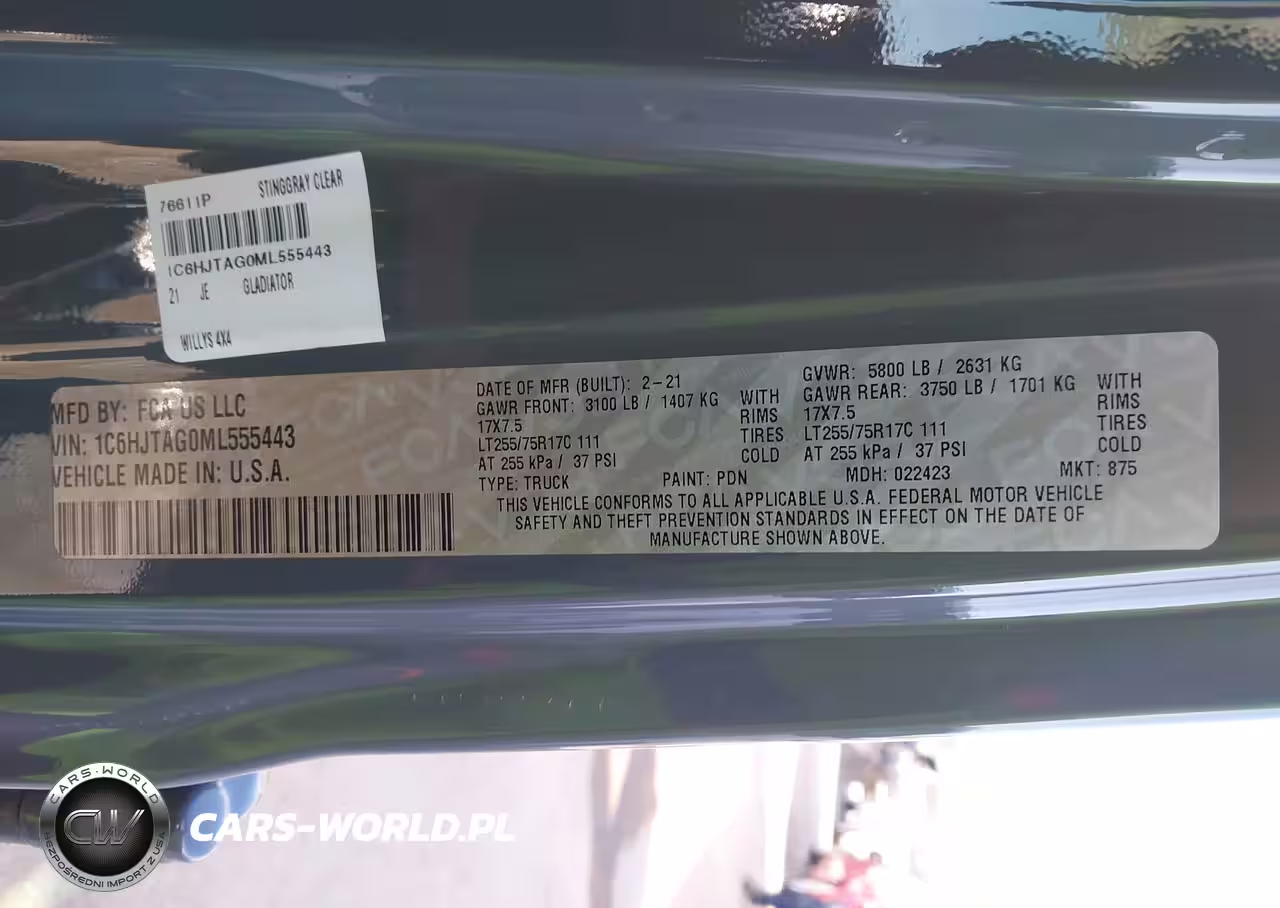 76611P STINGGRAY CLEAR
1C6HJTAG0ML555443
21 JE GLADIATOR
WILLYS 4X4
MFD BY: FCA US LLC
VIN: 1C6HJTAG0ML555443
VEHICLE MADE IN: U.S.A.
DATE OF MFR (BUILT): 2-21 GVWR: 5800 LB / 2631 KG
GAWR FRONT: 3100 LB / 1407 KG WITH GAWR REAR: 3750 LB / 1701 KG WITH
17X7.5 RIMS 17X7.5 RIMS
LT255/75R17C 111 TIRES LT255/75R17C 111 TIRES
AT 255 kPa / 37 PSI COLD AT 255 kPa / 37 PSI COLD
TYPE: TRUCK PAINT: PDN MDH: 022423 MKT: 875
THIS VEHICLE CONFORMS TO ALL APPLICABLE U.S.A. FEDERAL MOTOR VEHICLE
SAFETY AND THEFT PREVENTION STANDARDS IN EFFECT ON THE DATE OF
MANUFACTURE SHOWN ABOVE.
CARS-WORLD
CW
BEZPOŚREDNI IMPORT Z USA
CARS-WORLD.PL